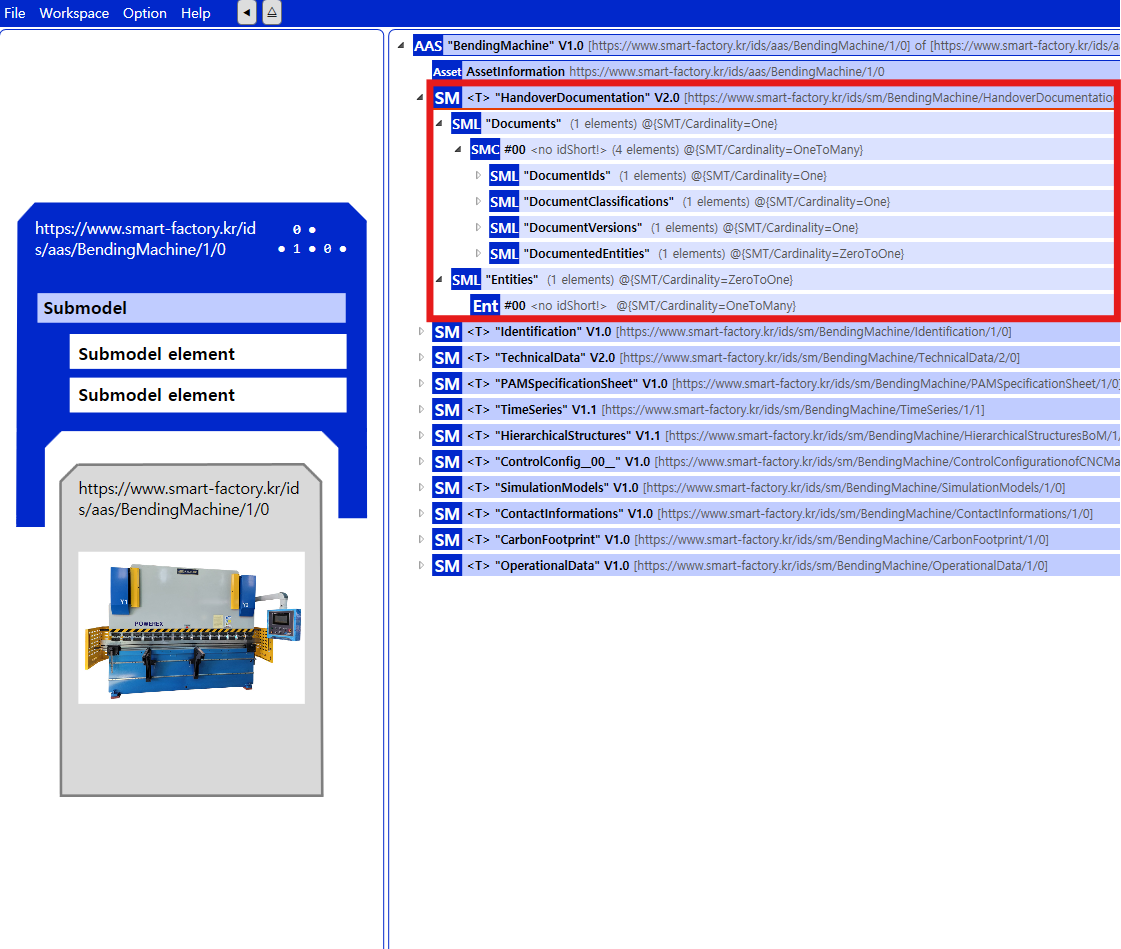 File Workspace Option Help
https://www.smart-factory.kr/id
s/aas/BendingMachine/1/0
0
1 0
Submodel
Submodel element
Submodel element
https://www.smart-factory.kr/id
s/aas/BendingMachine/1/0
Y1
Y2
POWEREX
AAS "BendingMachine" V1.0 [https://www.smart-factory.kr/ids/aas/BendingMachine/1/0] of [https://www.smart-factory.kr/ids/a
Asset AssetInformation https://www.smart-factory.kr/ids/aas/BendingMachine/1/0
SM <T> "HandoverDocumentation" V2.0 [https://www.smart-factory.kr/ids/sm/BendingMachine/HandoverDocumentatio
SML "Documents" (1 elements) @{SMT/Cardinality=One}
SMC #00 <no idShort!> (4 elements) @{SMT/Cardinality=OneToMany}
SML "DocumentIds" (1 elements) @{SMT/Cardinality=One}
SML "DocumentClassifications" (1 elements) @{SMT/Cardinality=One}
SML "DocumentVersions" (1 elements) @{SMT/Cardinality=One}
SML "DocumentedEntities" (1 elements) @{SMT/Cardinality=ZeroToOne}
SML "Entities" (1 elements) @{SMT/Cardinality=ZeroToOne}
Ent #00 <no idShort!> @{SMT/Cardinality=OneToMany}
SM <T> "Identification" V1.0 [https://www.smart-factory.kr/ids/sm/BendingMachine/Identification/1/0]
SM <T> "TechnicalData" V2.0 [https://www.smart-factory.kr/ids/sm/BendingMachine/TechnicalData/2/0]
SM <T> "PAMSpecificationSheet" V1.0 [https://www.smart-factory.kr/ids/sm/BendingMachine/PAMSpecificationSheet/1/0]
SM <T> "TimeSeries" V1.1 [https://www.smart-factory.kr/ids/sm/BendingMachine/TimeSeries/1/1]
SM <T> "HierarchicalStructures" V1.1 [https://www.smart-factory.kr/ids/sm/BendingMachine/HierarchicalStructuresBoM/1/
SM <T> "ControlConfig__00__" V1.0 [https://www.smart-factory.kr/ids/sm/BendingMachine/ControlConfigurationofCNCMa
SM <T> "SimulationModels" V1.0 [https://www.smart-factory.kr/ids/sm/BendingMachine/SimulationModels/1/0]
SM <T> "ContactInformations" V1.0 [https://www.smart-factory.kr/ids/sm/BendingMachine/ContactInformations/1/0]
SM <T> "CarbonFootprint" V1.0 [https://www.smart-factory.kr/ids/sm/BendingMachine/CarbonFootprint/1/0]
SM <T> "OperationalData" V1.0 [https://www.smart-factory.kr/ids/sm/BendingMachine/OperationalData/1/0]